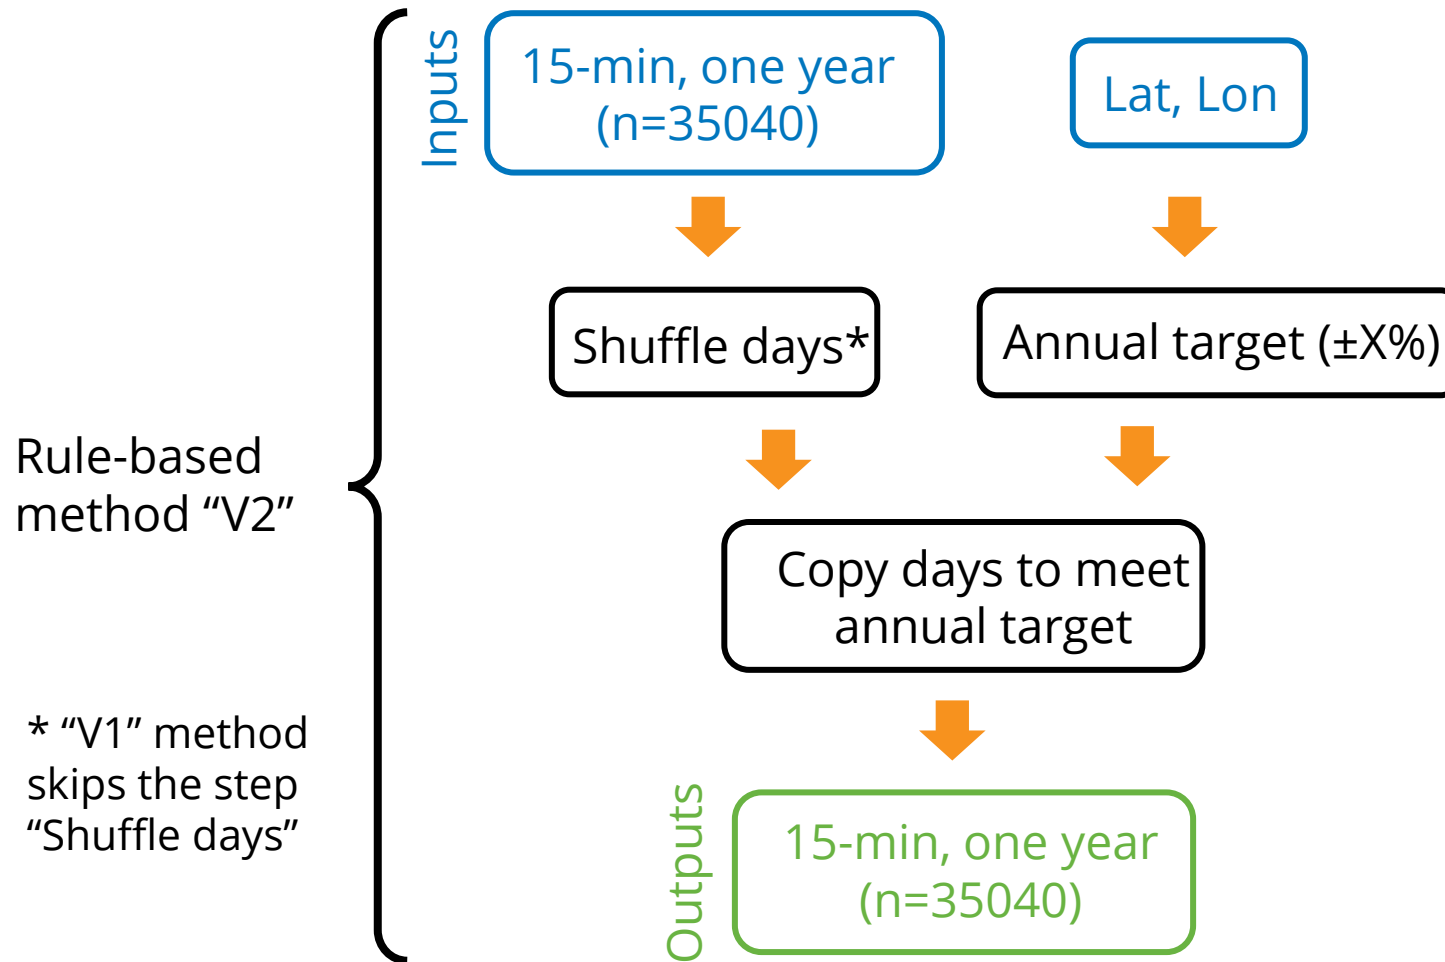 Inputs
15-min, one year
(n=35040)
Lat, Lon
Shuffle days*
Annual target (±X%)
Rule-based
method “V2”
Copy days to meet
annual target
* “V1” method
skips the step
“Shuffle days”
Outputs
15-min, one year
(n=35040)